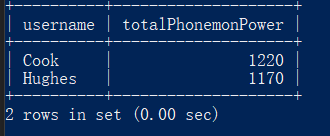 +----------+--------------------+
| username | totalPhonemonPower |
+----------+--------------------+
| Cook     |               1220 |
| Hughes   |               1170 |
+----------+--------------------+
2 rows in set (0.00 sec)